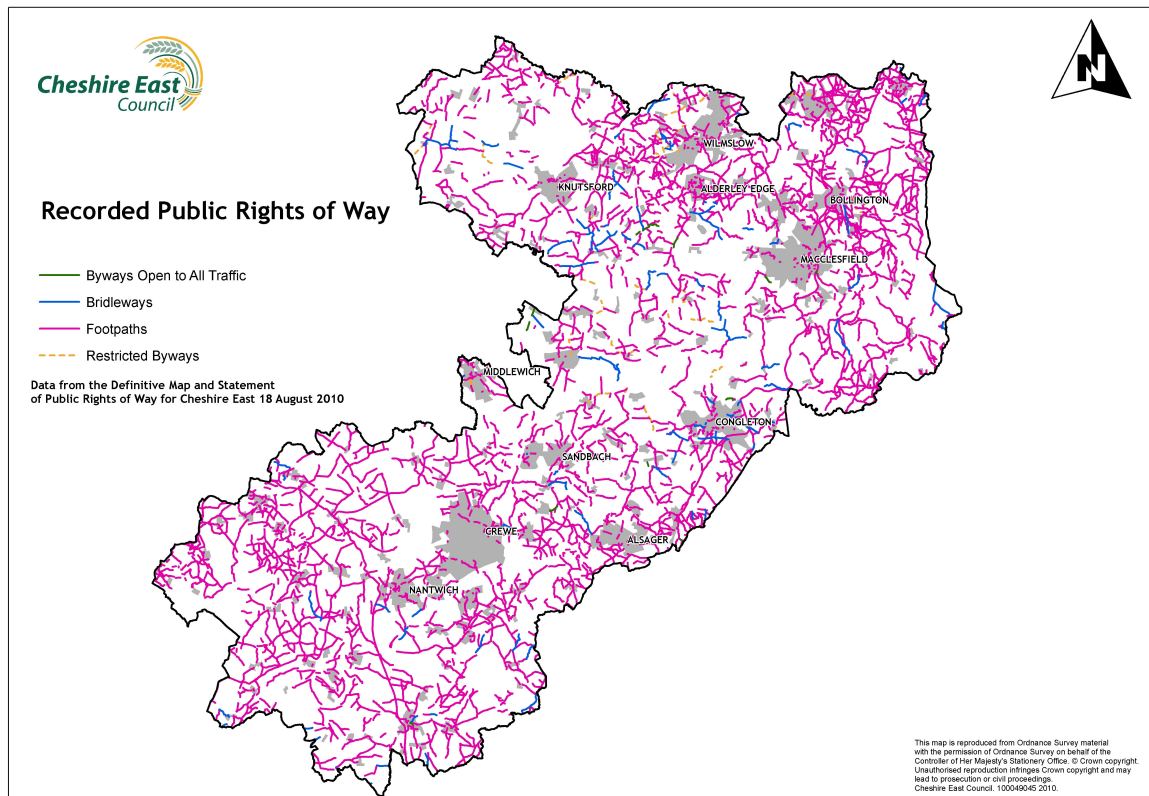 Cheshire East
Council
N
Recorded Public Rights of Way
Byways Open to All Traffic
Bridleways
Footpaths
Restricted Byways
Data from the Definitive Map and Statement
of Public Rights of Way for Cheshire East 18 August 2010
WILMSLOW
KNUTSFORD
ALDERLEY EDGE
BOLLINGTON
MACCLESFIELD
MIDDLEWICH
CONGLETON
SANDBACH
CREWE
ALSAGER
NANTWICH
This map is reproduced from Ordnance Survey material
with the permission of Ordnance Survey on behalf of the
Controller of Her Majesty's Stationery Office. © Crown copyright.
Unauthorised reproduction infringes Crown copyright and may
lead to prosecution or civil proceedings.
Cheshire East Council. 100049045 2010.